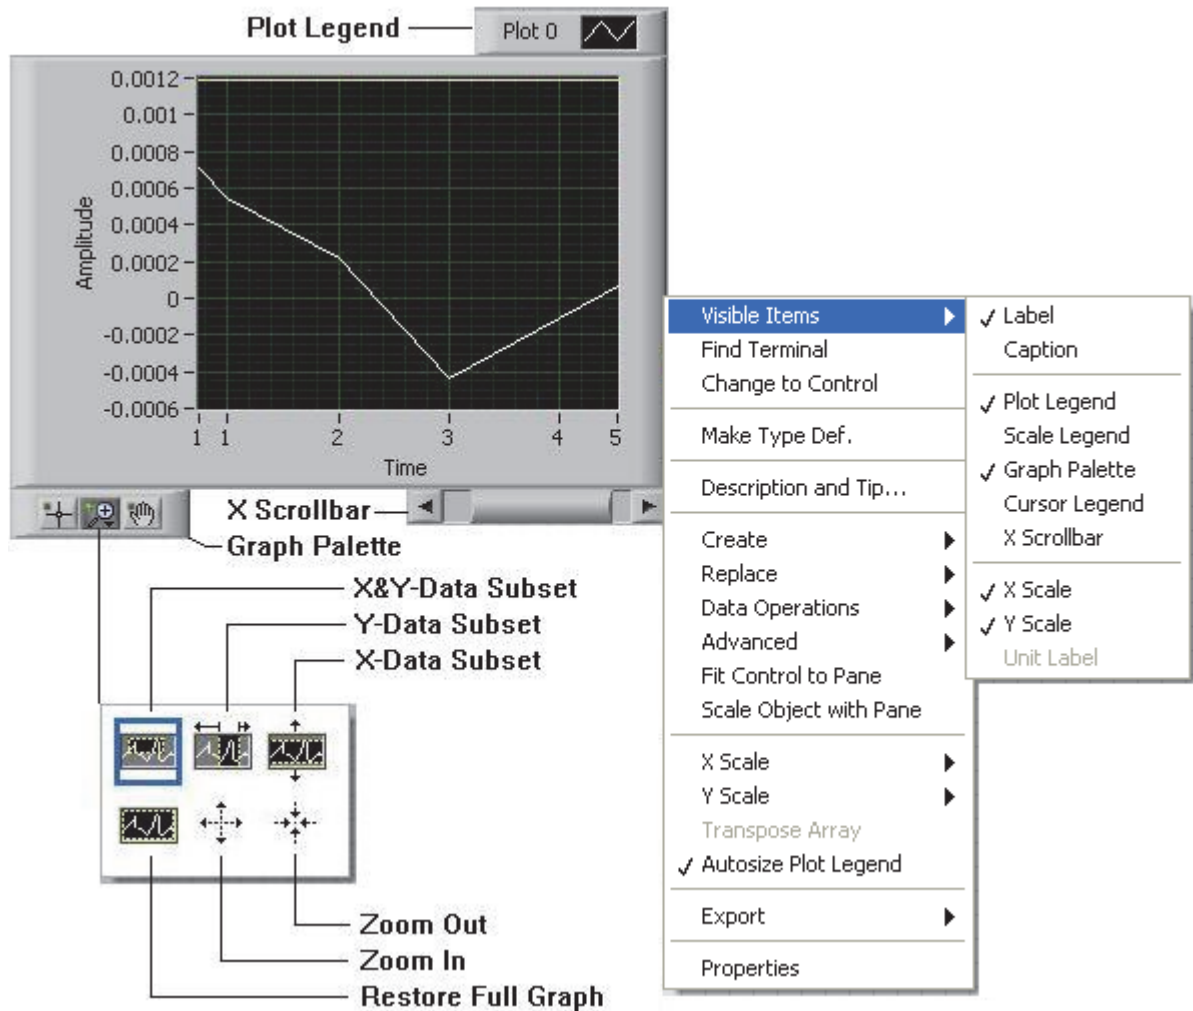 Plot Legend
Plot 0
0.0012
0.001
0.0008
0.0006
0.0004
0.0002
0
-0.0002
-0.0004
-0.0006
Amplitude
1 1 2 3 4 5
Time
X Scrollbar
Graph Palette
X&Y-Data Subset
Y-Data Subset
X-Data Subset
Zoom Out
Zoom In
Restore Full Graph
Visible Items
Find Terminal
Change to Control
Make Type Def.
Description and Tip...
Create
Replace
Data Operations
Advanced
Fit Control to Pane
Scale Object with Pane
X Scale
Y Scale
Transpose Array
Autosize Plot Legend
Export
Properties
Label
Caption
Plot Legend
Scale Legend
Graph Palette
Cursor Legend
X Scrollbar
X Scale
Y Scale
Unit Label